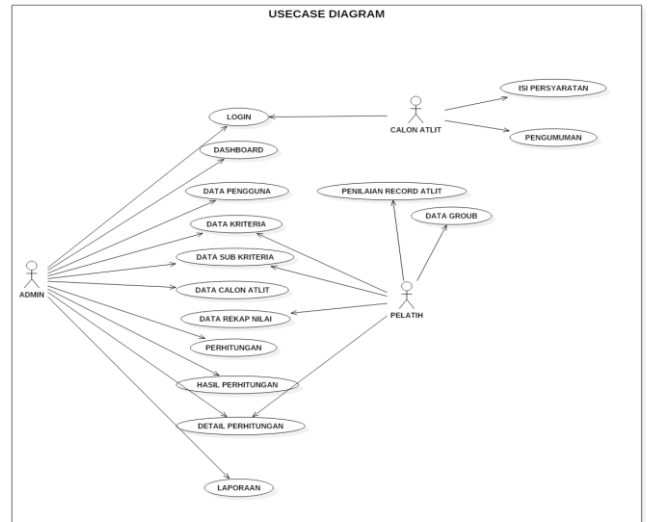 USECASE DIAGRAM
ISI PERSYARATAN
LOGIN
CALON ATLIT
PENGUMUMAN
DASHBOARD
DATA PENGGUNA
PENILAIAN RECORD ATLIT
DATA GROUB
DATA KRITERIA
DATA SUB KRITERIA
ADMIN
DATA CALON ATLIT
PELATIH
DATA REKAP NILAI
PERHITUNGAN
HASIL PERHITUNGAN
DETAIL PERHITUNGAN
LAPORAAN